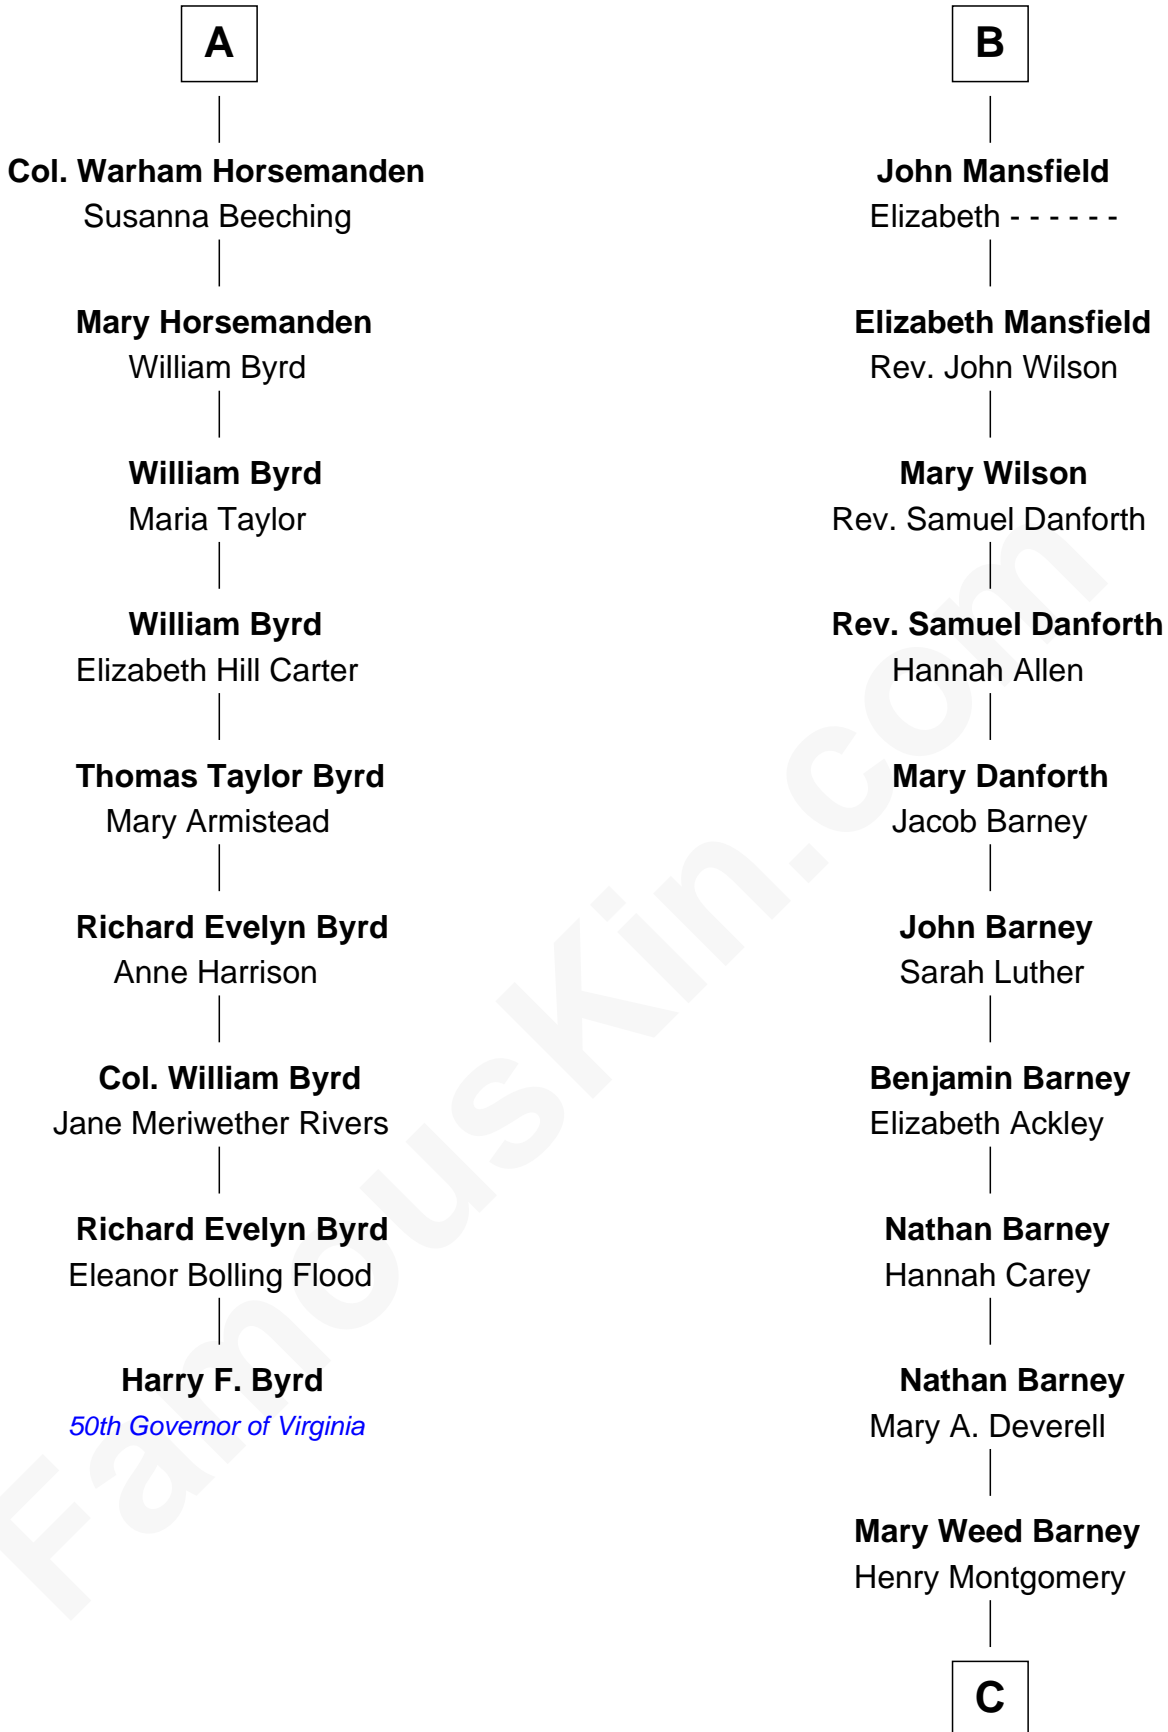 A
Col. Warham Horsemanden
Susanna Beeching
Mary Horsemanden
William Byrd
William Byrd
Maria Taylor
William Byrd
Elizabeth Hill Carter
Thomas Taylor Byrd
Mary Armistead
Richard Evelyn Byrd
Anne Harrison
Col. William Byrd
Jane Meriwether Rivers
Richard Evelyn Byrd
Eleanor Bolling Flood
Harry F. Byrd
50th Governor of Virginia
B
John Mansfield
Elizabeth - - - - - -
Elizabeth Mansfield
Rev. John Wilson
Mary Wilson
Rev. Samuel Danforth
Rev. Samuel Danforth
Hannah Allen
Mary Danforth
Jacob Barney
John Barney
Sarah Luther
Benjamin Barney
Elizabeth Ackley
Nathan Barney
Hannah Carey
Nathan Barney
Mary A. Deverell
Mary Weed Barney
Henry Montgomery
C
FamousKin.com